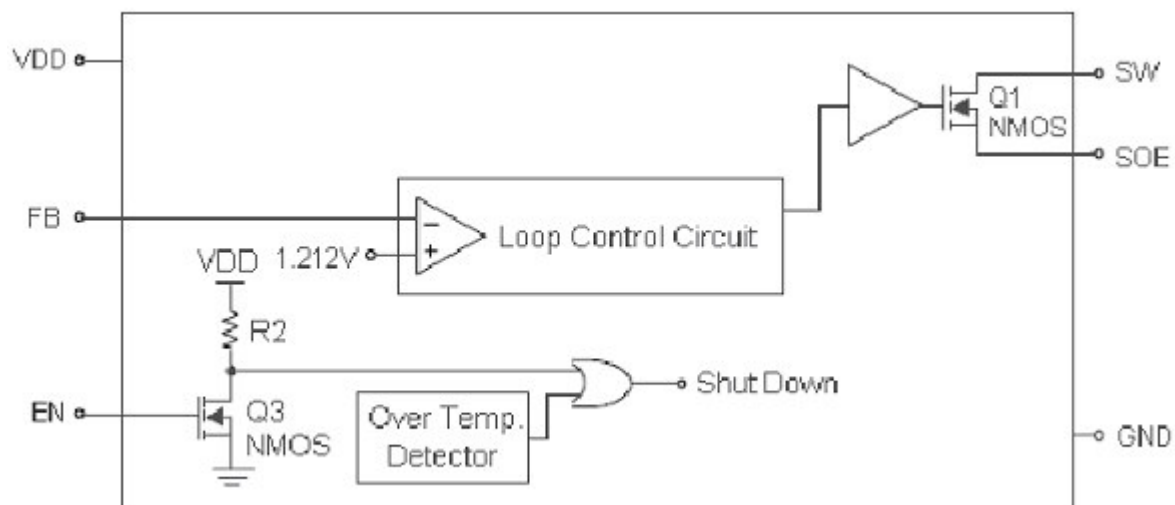 VDD
SW
Q1
NMOS
SOE
FB
−
+
Loop Control Circuit
1.212V
VDD
R2
Shut Down
EN
Q3
NMOS
Over Temp.
Detector
GND